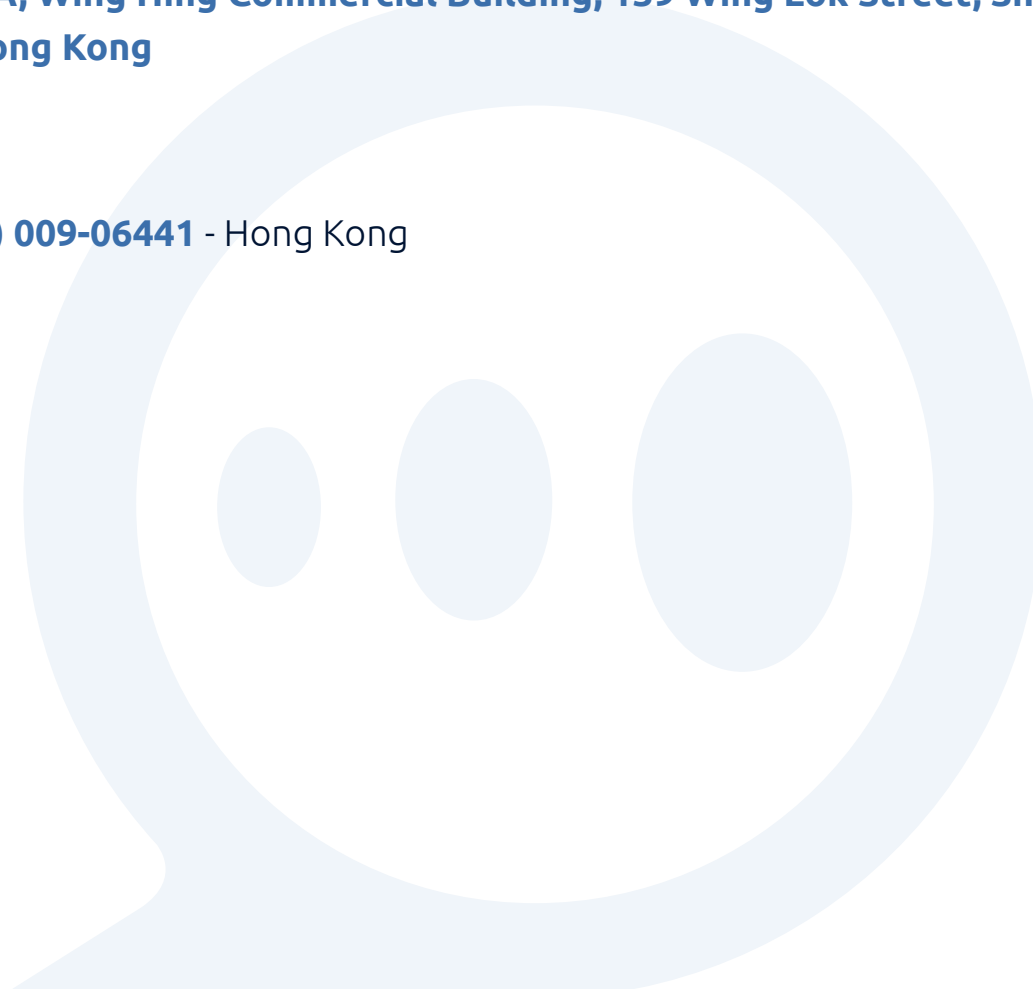 A, Wing Hing Commercial Building, 139 Wing Lok Street, Sh
ong Kong
) 009-06441 - Hong Kong